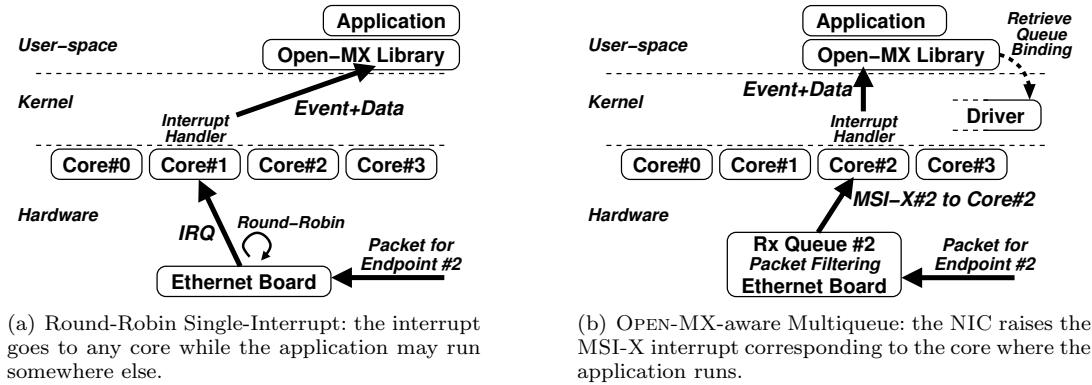 Application
User−space
Open−MX Library
Event+Data
Kernel
Interrupt
Handler
Core#0
Core#1
Core#2
Core#3
Hardware
IRQ
Round−Robin
Packet for
Endpoint #2
Ethernet Board
(a) Round-Robin Single-Interrupt: the interrupt
goes to any core while the application may run
somewhere else.
Application
User−space
Open−MX Library
Retrieve
Queue
Binding
Event+Data
Kernel
Driver
Interrupt
Handler
Core#0
Core#1
Core#2
Core#3
MSI−X#2 to Core#2
Hardware
Rx Queue #2
Packet Filtering
Ethernet Board
Packet for
Endpoint #2
(b) OPEN-MX-aware Multiqueue: the NIC raises the
MSI-X interrupt corresponding to the core where the
application runs.